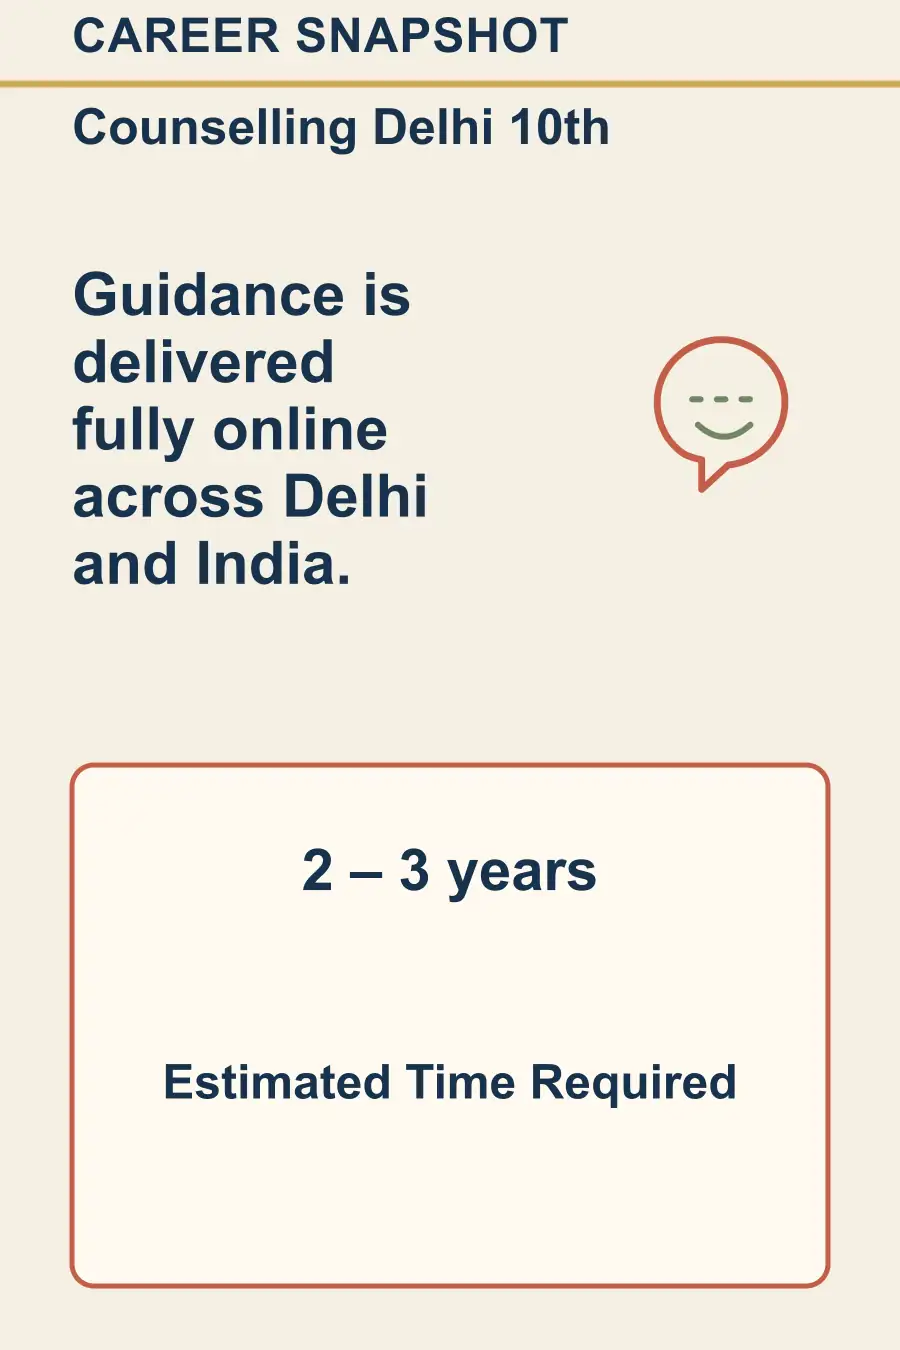 CAREER SNAPSHOT
Counselling Delhi 10th
Guidance is
delivered
fully online
across Delhi
and India.
2 – 3 years
Estimated Time Required